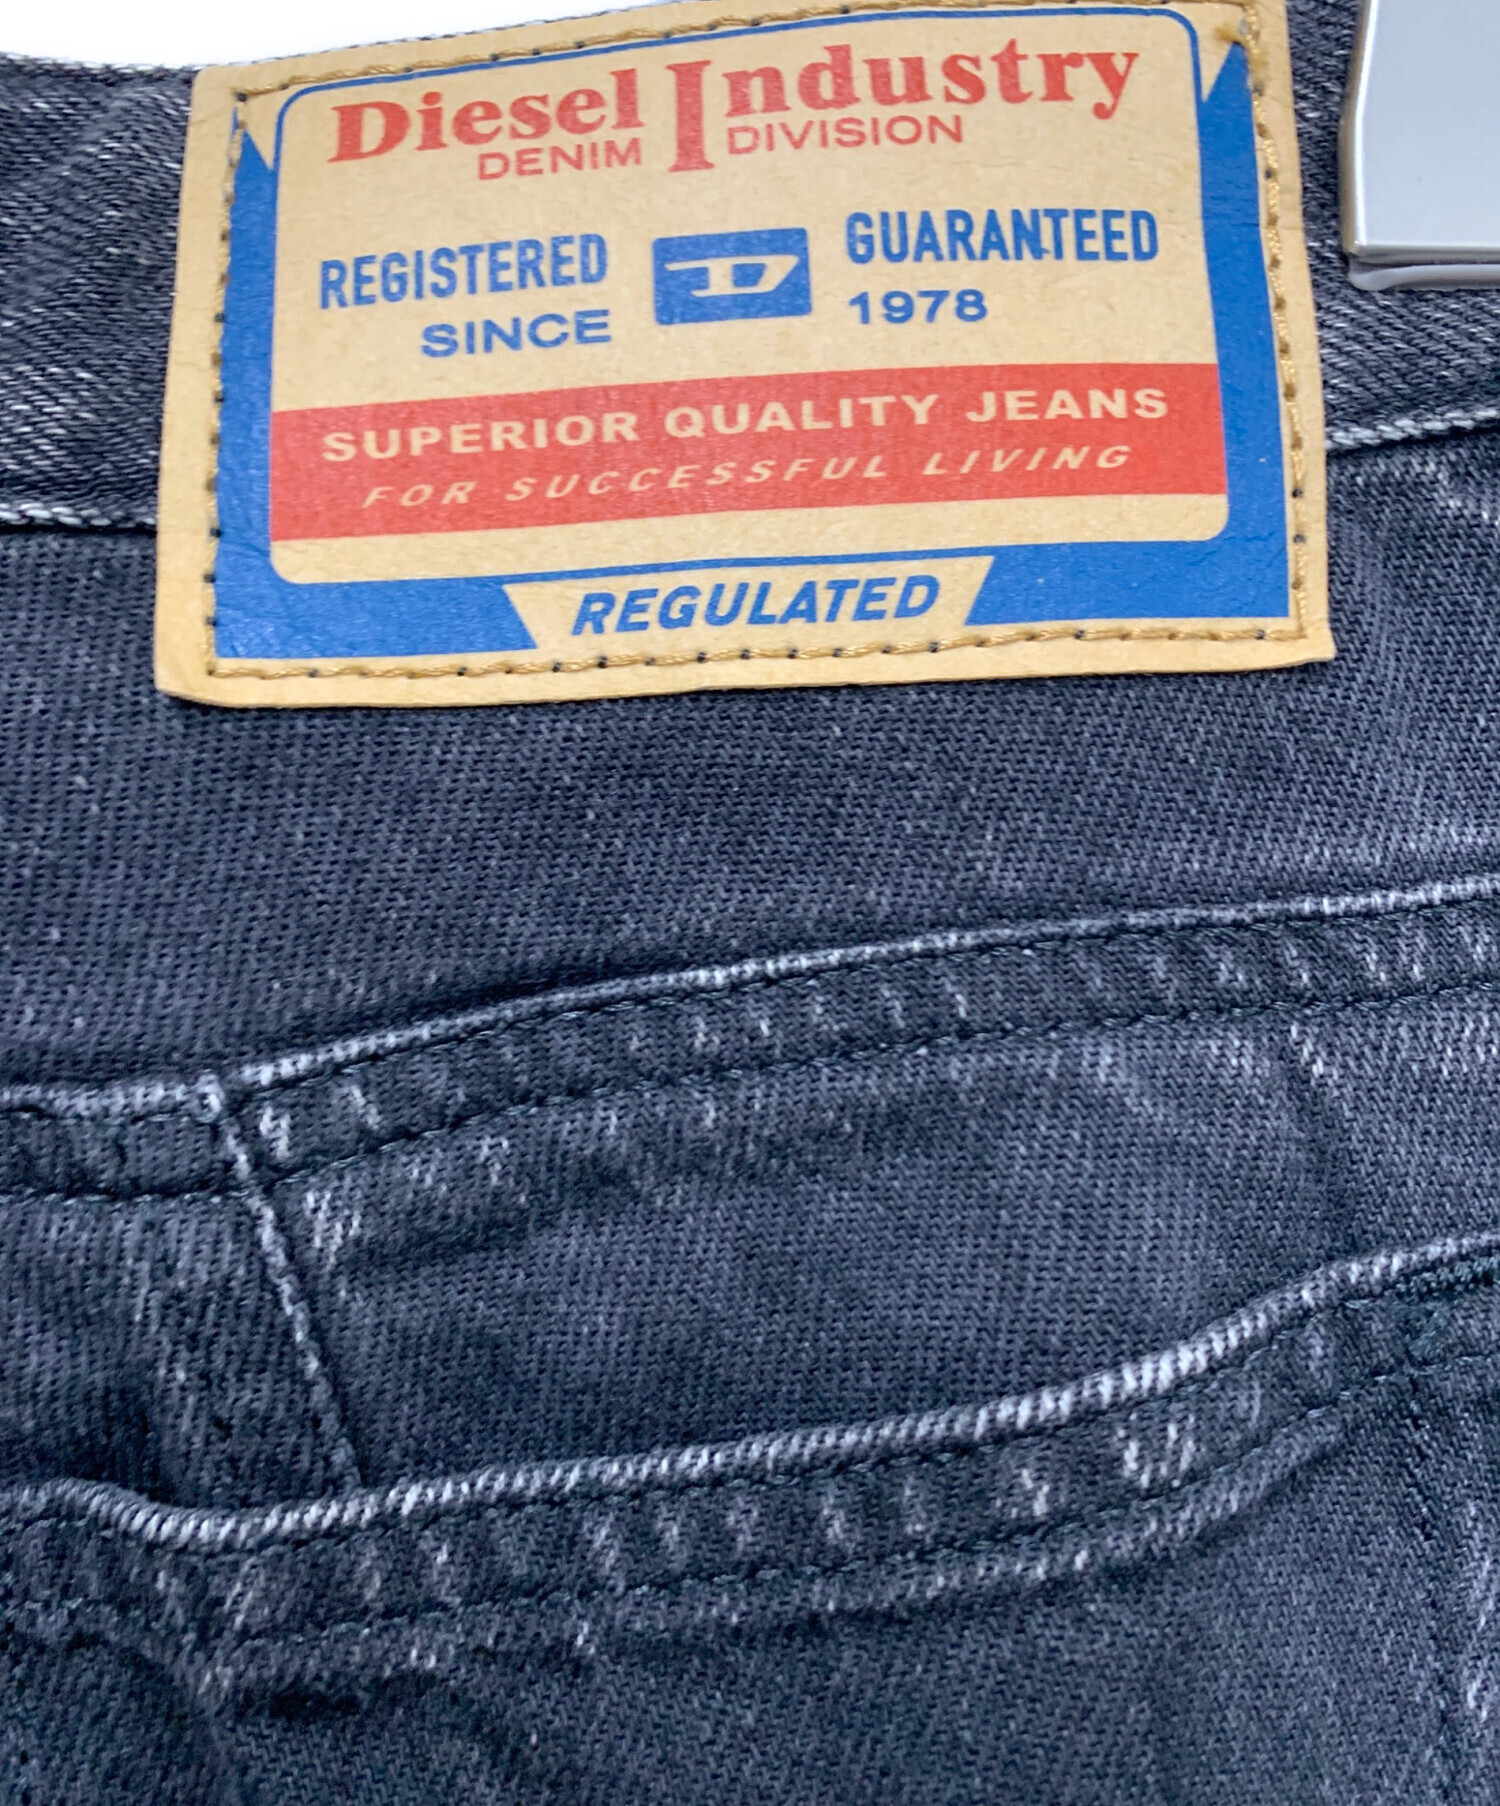 Diesel Industry
DENIM DIVISION
REGISTERED D GUARANTEED
SINCE 1978
SUPERIOR QUALITY JEANS
FOR SUCCESSFUL LIVING
REGULATED